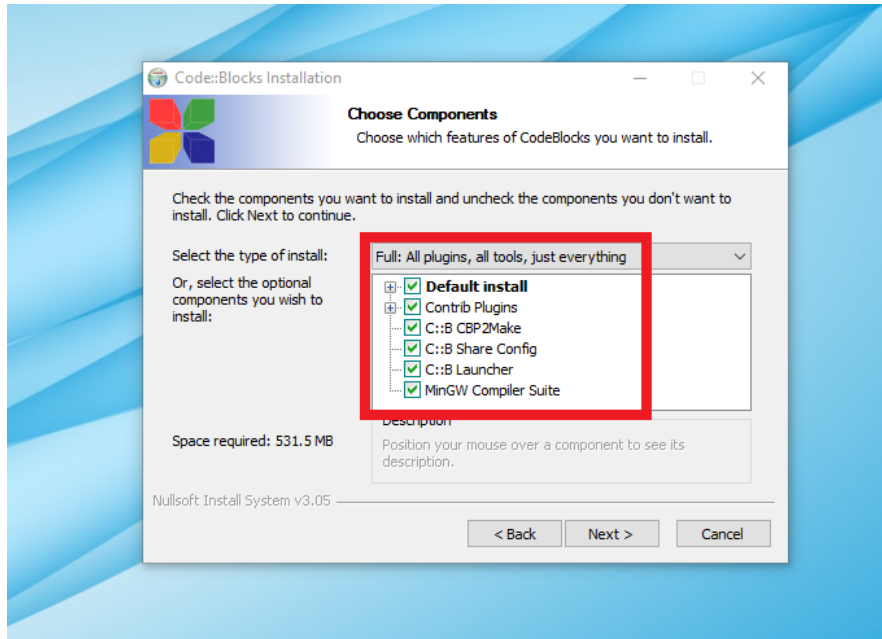 Code::Blocks Installation
Choose Components
Choose which features of CodeBlocks you want to install.
Check the components you want to install and uncheck the components you don't want to
install. Click Next to continue.
Select the type of install:
Full: All plugins, all tools, just everything
Or, select the optional
components you wish to
install:
Default install
Contrib Plugins
C::B CBP2Make
C::B Share Config
C::B Launcher
MinGW Compiler Suite
Space required: 531.5 MB
Description
Position your mouse over a component to see its
description.
Nullsoft Install System v3.05
< Back
Next >
Cancel